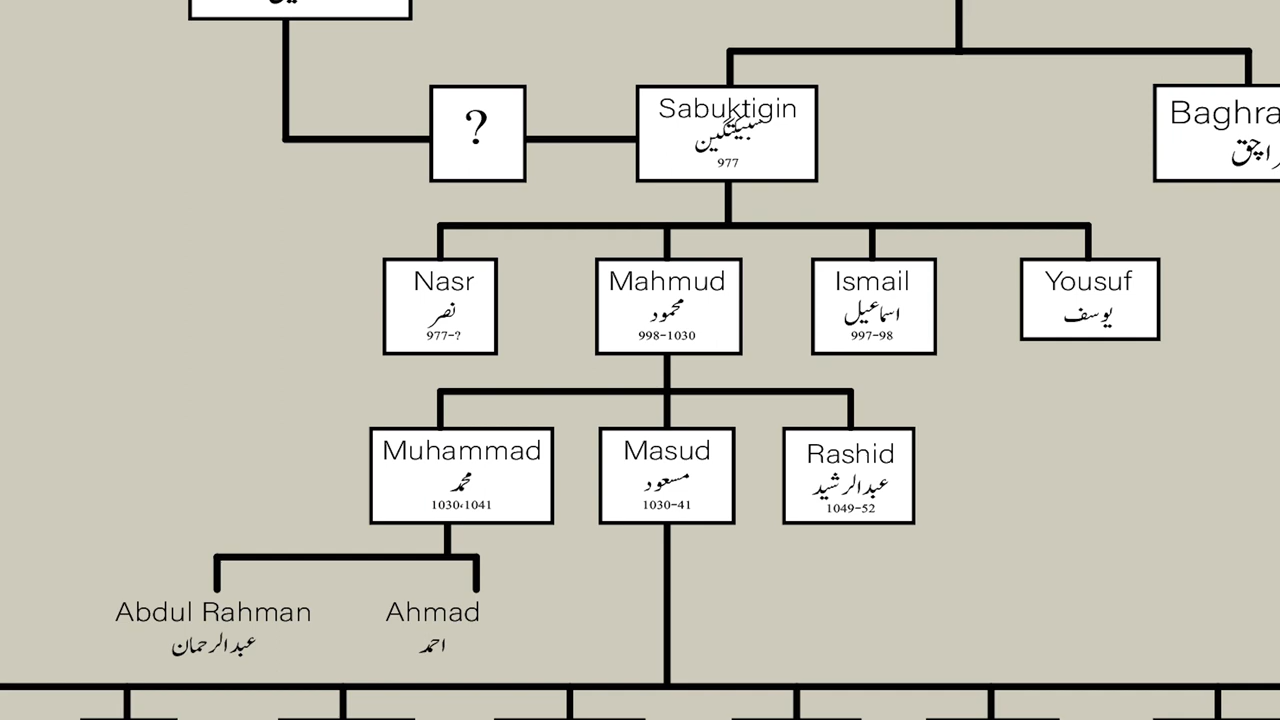 ?
Sabuktigin
سبیکتگین
977
Baghra
Nasr
نصر
977-?
Mahmud
محمود
998-1030
Ismail
اسماعیل
997-98
Yousuf
یوسف
Muhammad
محمد
1030،1041
Masud
مسعود
1030-41
Rashid
عبدالرشید
1049-52
Abdul Rahman
عبدالرحمان
Ahmad
احمد